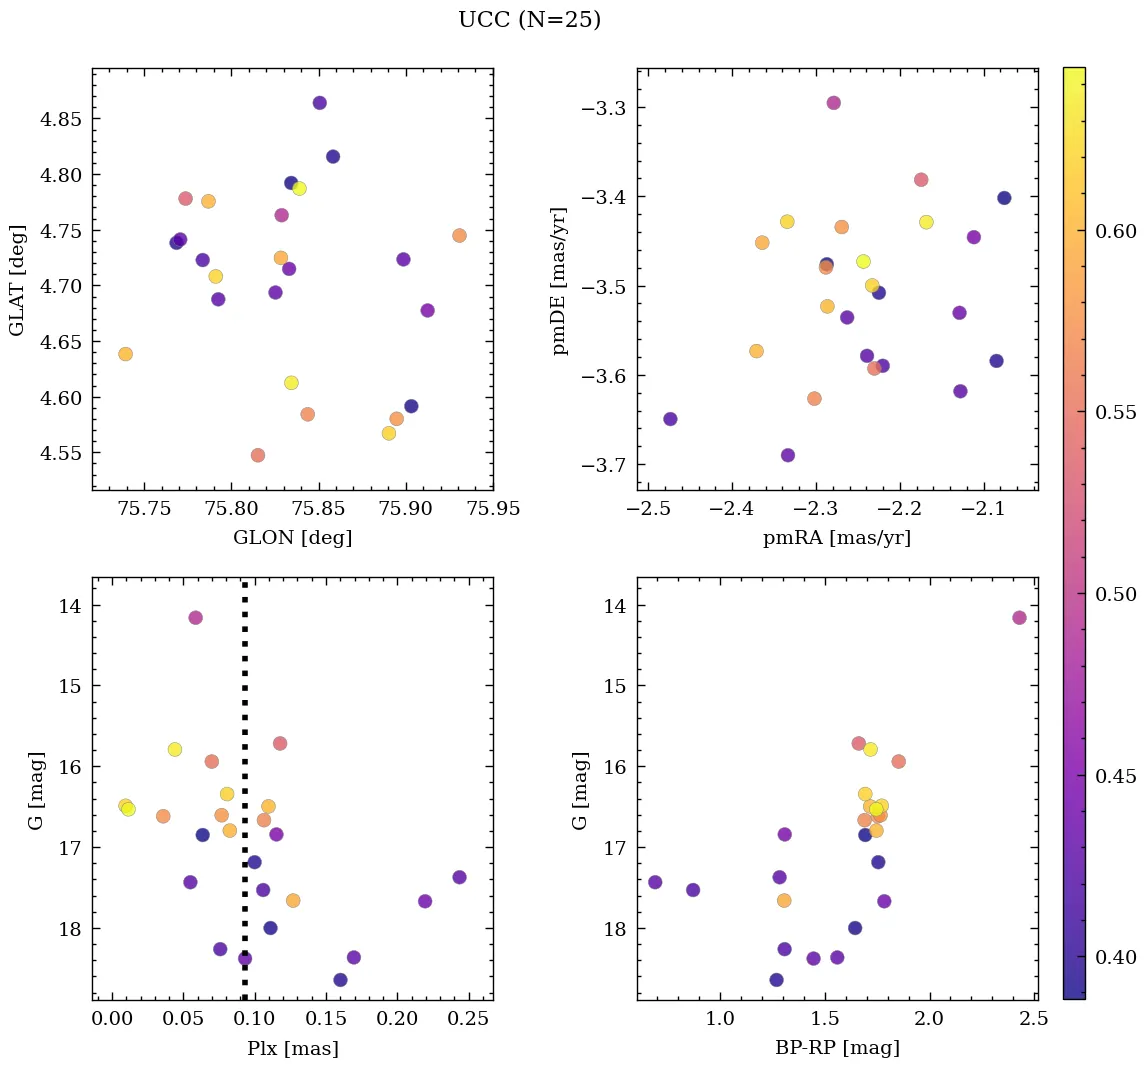 UCC (N=25)
4.85
4.80
4.75
4.70
4.65
4.60
4.55
GLAT [deg]
75.75 75.80 75.85 75.90 75.95
GLON [deg]
−3.3
−3.4
−3.5
−3.6
−3.7
pmDE [mas/yr]
−2.5 −2.4 −2.3 −2.2 −2.1
pmRA [mas/yr]
14
15
16
17
18
G [mag]
0.00 0.05 0.10 0.15 0.20 0.25
Plx [mas]
14
15
16
17
18
G [mag]
1.0 1.5 2.0 2.5
BP-RP [mag]
0.60
0.55
0.50
0.45
0.40